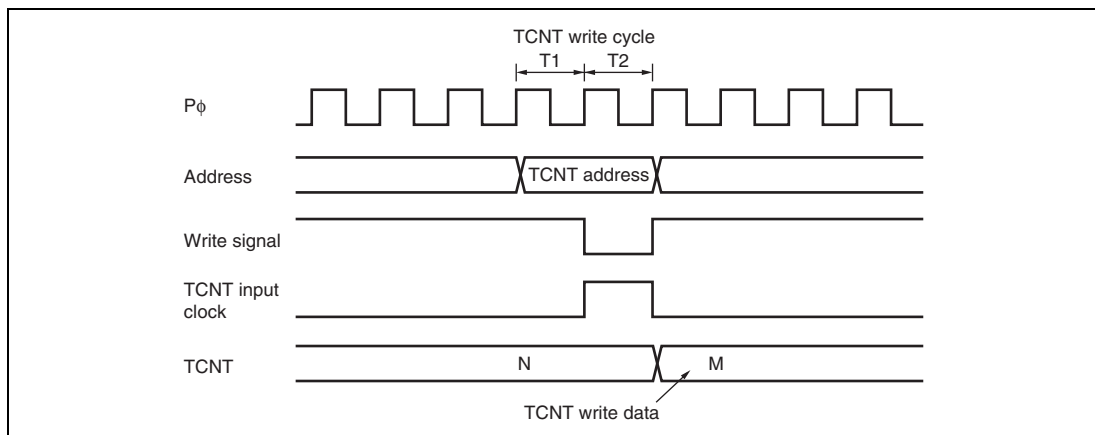 TCNT write cycle
T1 T2
Pϕ
Address
TCNT address
Write signal
TCNT input
clock
TCNT
N
M
TCNT write data